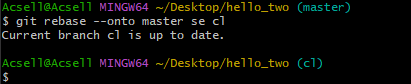 Acsell@Acsell MINGW64 ~/Desktop/hello_two (master)
$ git rebase --onto master se cl
Current branch cl is up to date.
Acsell@Acsell MINGW64 ~/Desktop/hello_two (cl)
$